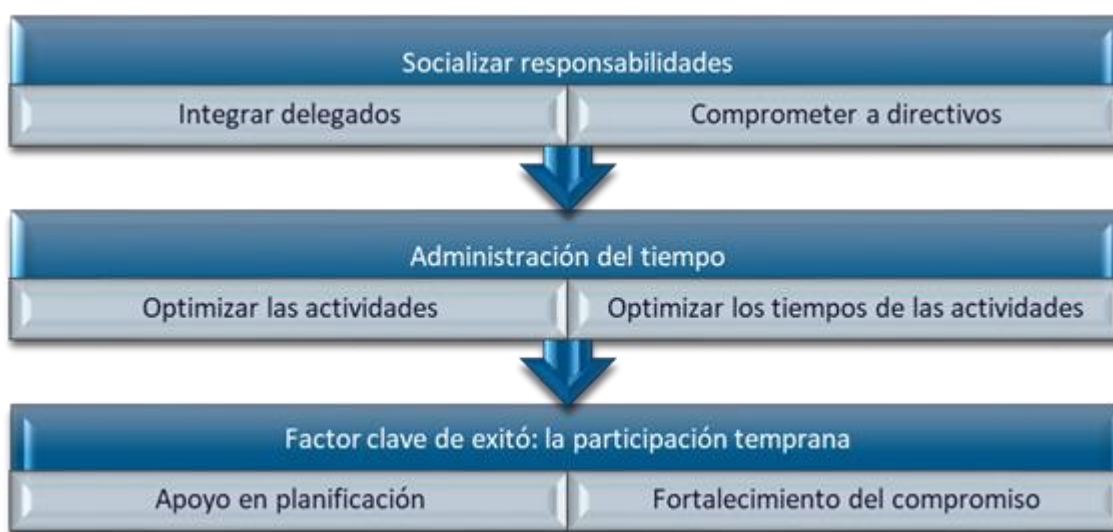 Socializar responsabilidades
Integrar delegados
Comprometer a directivos
Administración del tiempo
Optimizar las actividades
Optimizar los tiempos de las actividades
Factor clave de exitó: la participación temprana
Apoyo en planificación
Fortalecimiento del compromiso